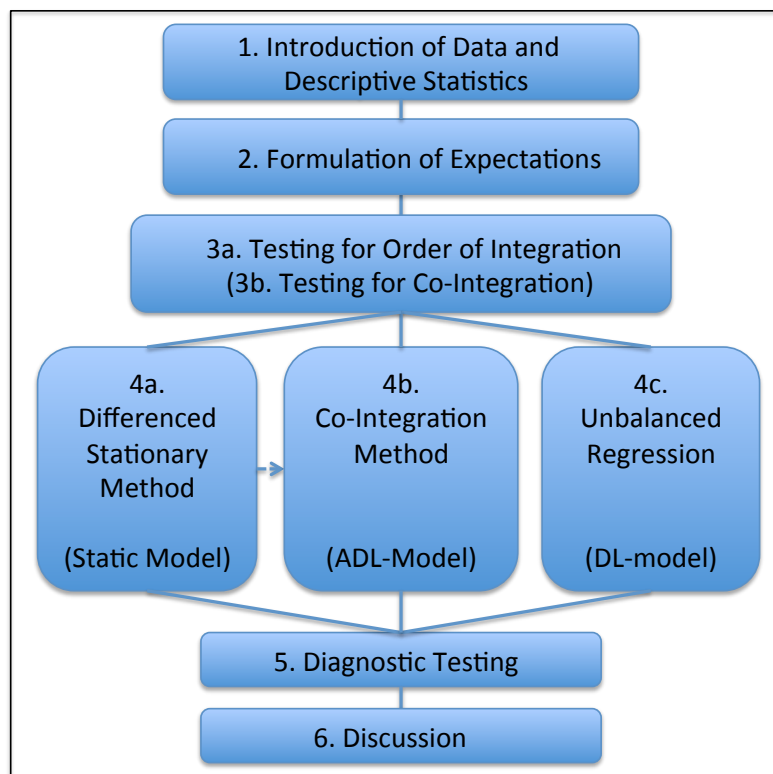 1. Introduction of Data and
Descriptive Statistics
2. Formulation of Expectations
3a. Testing for Order of Integration
(3b. Testing for Co-Integration)
4a.
Differenced
Stationary
Method
(Static Model)
4b.
Co-Integration
Method
(ADL-Model)
4c.
Unbalanced
Regression
(DL-model)
5. Diagnostic Testing
6. Discussion